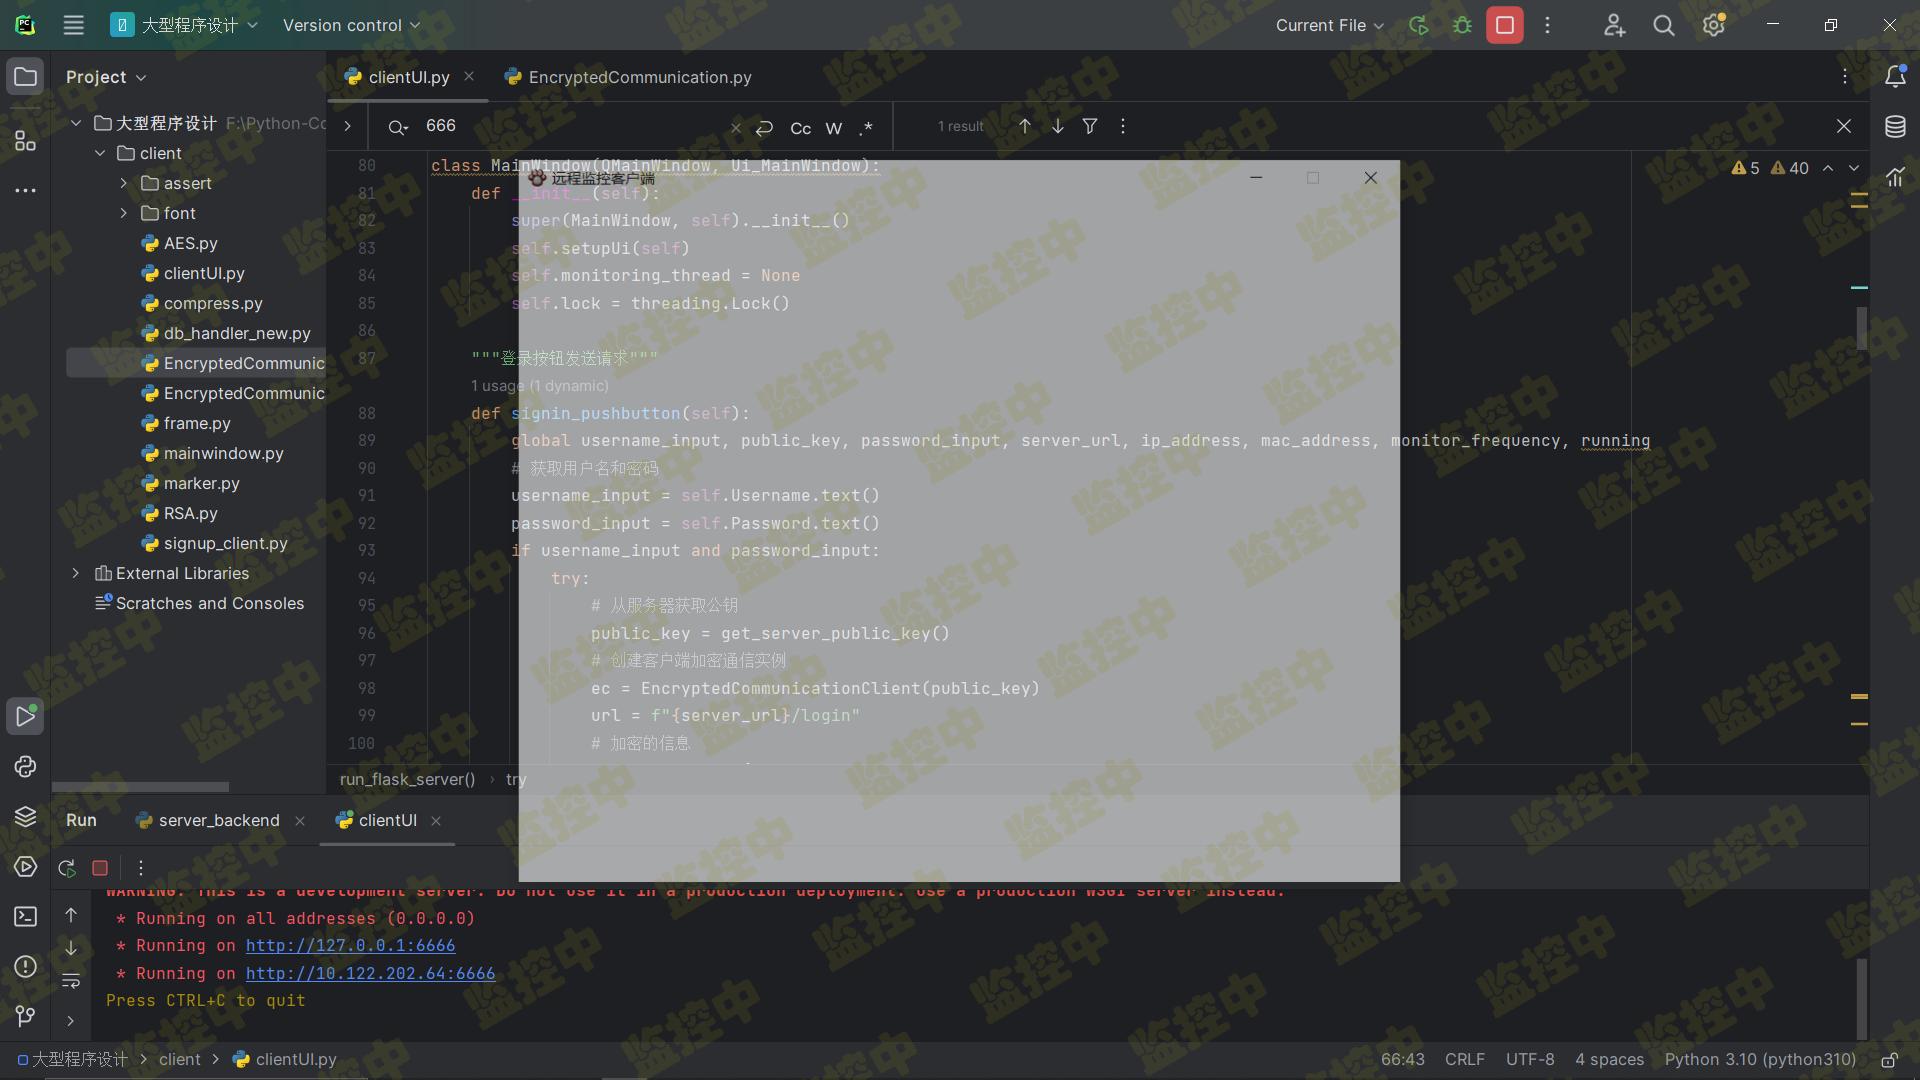 大型程序设计
Version control
Current File
Project
clientUI.py
EncryptedCommunication.py
大型程序设计 F:\Python-Co
client
assert
font
AES.py
clientUI.py
compress.py
db_handler_new.py
EncryptedCommunic
EncryptedCommunic
frame.py
mainwindow.py
marker.py
RSA.py
signup_client.py
External Libraries
Scratches and Consoles
666
Cc W .*
1 result
5 40
远程监控客户端
80 class MainWindow(QMainWindow, Ui_MainWindow):
81 def __init__(self):
82 super(MainWindow, self).__init__()
83 self.setupUi(self)
84 self.monitoring_thread = None
85 self.lock = threading.Lock()
86
87 """登录按钮发送请求"""
1 usage (1 dynamic)
88 def signin_pushbutton(self):
89 global username_input, public_key, password_input, server_url, ip_address, mac_address, monitor_frequency, running
90 # 获取用户名和密码
91 username_input = self.Username.text()
92 password_input = self.Password.text()
93 if username_input and password_input:
94 try:
95 # 从服务器获取公钥
96 public_key = get_server_public_key()
97 # 创建客户端加密通信实例
98 ec = EncryptedCommunicationClient(public_key)
99 url = f"{server_url}/login"
100 # 加密的信息
run_flask_server() › try
Run
server_backend
clientUI
WARNING: This is a development server. Do not use it in a production deployment. Use a production WSGI server instead.
* Running on all addresses (0.0.0.0)
* Running on http://127.0.0.1:6666
* Running on http://10.122.202.64:6666
Press CTRL+C to quit
大型程序设计 > client > clientUI.py
66:43 CRLF UTF-8 4 spaces Python 3.10 (python310)
监控中